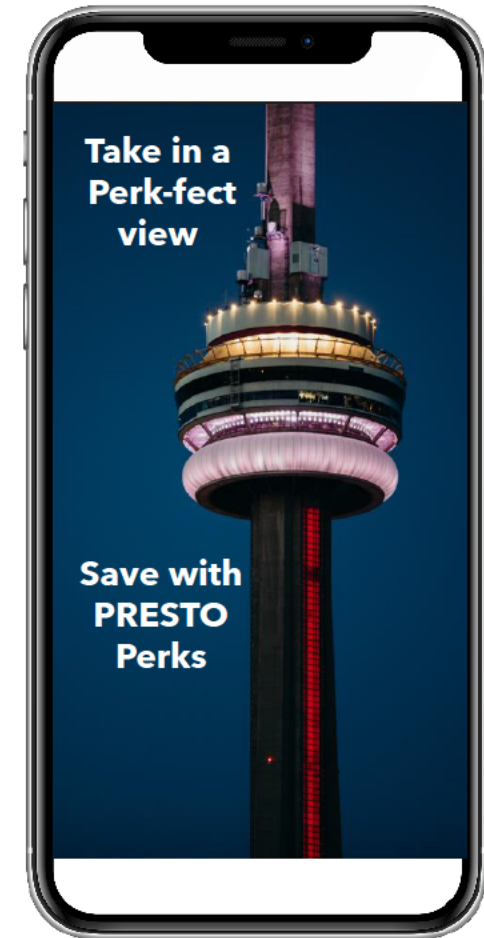 Take in a
Perk-fect
view
Save with
PRESTO
Perks